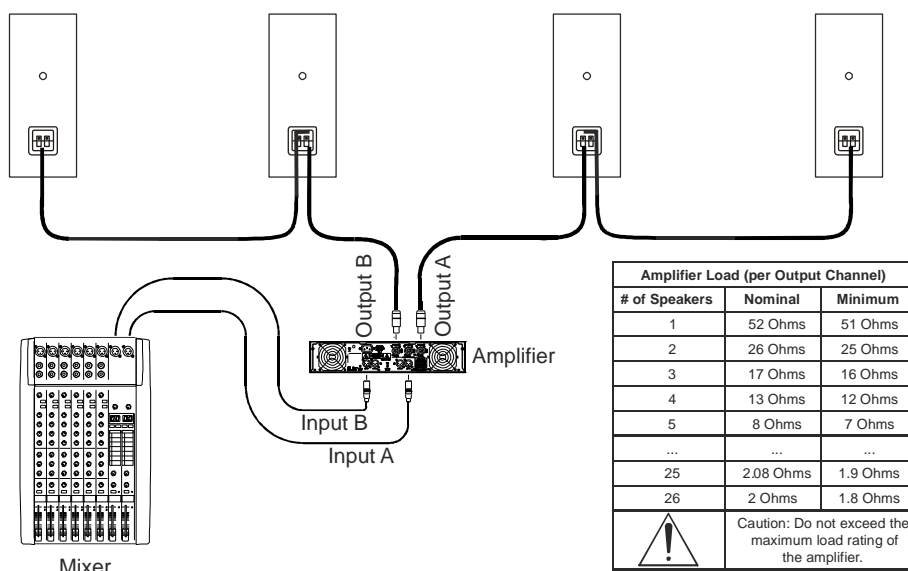 Output B
Output A
Amplifier
Input B
Input A
Mixer
Amplifier Load (per Output Channel)
# of Speakers Nominal Minimum
1 52 Ohms 51 Ohms
2 26 Ohms 25 Ohms
3 17 Ohms 16 Ohms
4 13 Ohms 12 Ohms
5 8 Ohms 7 Ohms
... ... ...
25 2.08 Ohms 1.9 Ohms
26 2 Ohms 1.8 Ohms
!
Caution: Do not exceed the
maximum load rating of
the amplifier.